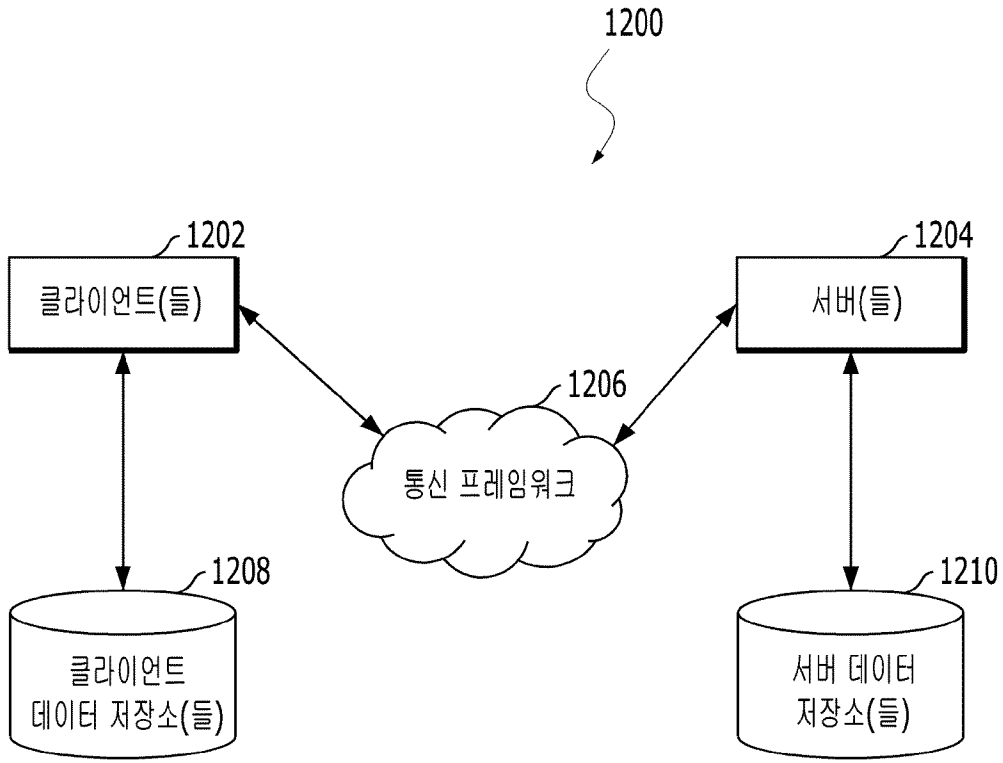 1200
1202
클라이언트(들)
1204
서버(들)
1206
통신 프레임워크
1208
클라이언트
데이터 저장소(들)
1210
서버 데이터
저장소(들)